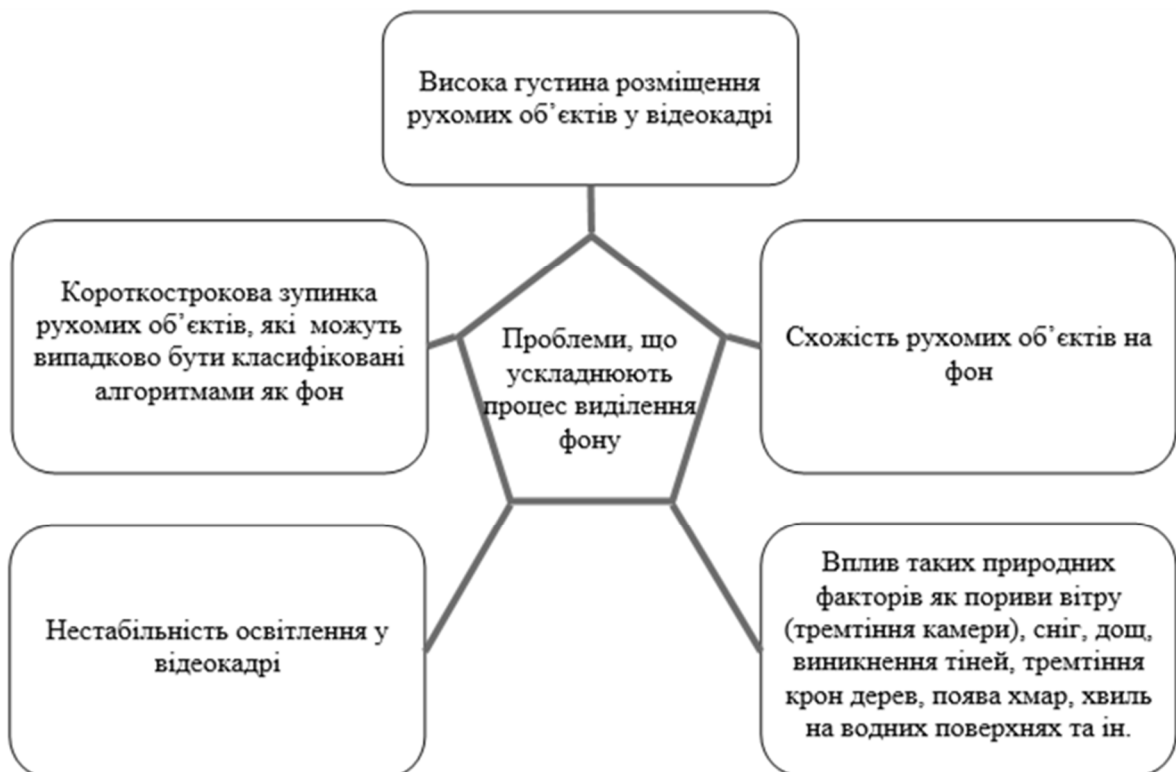 Висока густина розміщення
рухомих об’єктів у відеокадрі
Короткострокова зупинка
рухомих об’єктів, які можуть
випадково бути класифіковані
алгоритмами як фон
Проблеми, що
ускладнюють
процес виділення
фону
Схожість рухомих об’єктів на
фон
Нестабільність освітлення у
відеокадрі
Вплив таких природних
факторів як пориви вітру
(тремтіння камери), сніг, дощ,
виникнення тіней, тремтіння
крон дерев, поява хмар, хвиль
на водних поверхнях та ін.